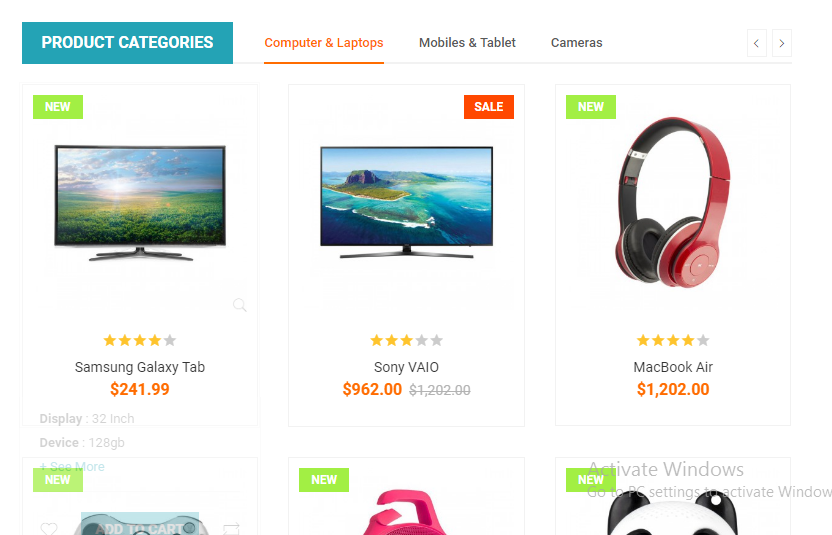 PRODUCT CATEGORIES Computer & Laptops Mobiles & Tablet Cameras
NEW SALE NEW
Samsung Galaxy Tab Sony VAIO MacBook Air
$241.99 $962.00 $1,202.00 $1,202.00
Display : 32 Inch
Device : 128gb
+ See More
NEW NEW NEW
Activate Windows
Go to PC settings to activate Window
ADD TO CART